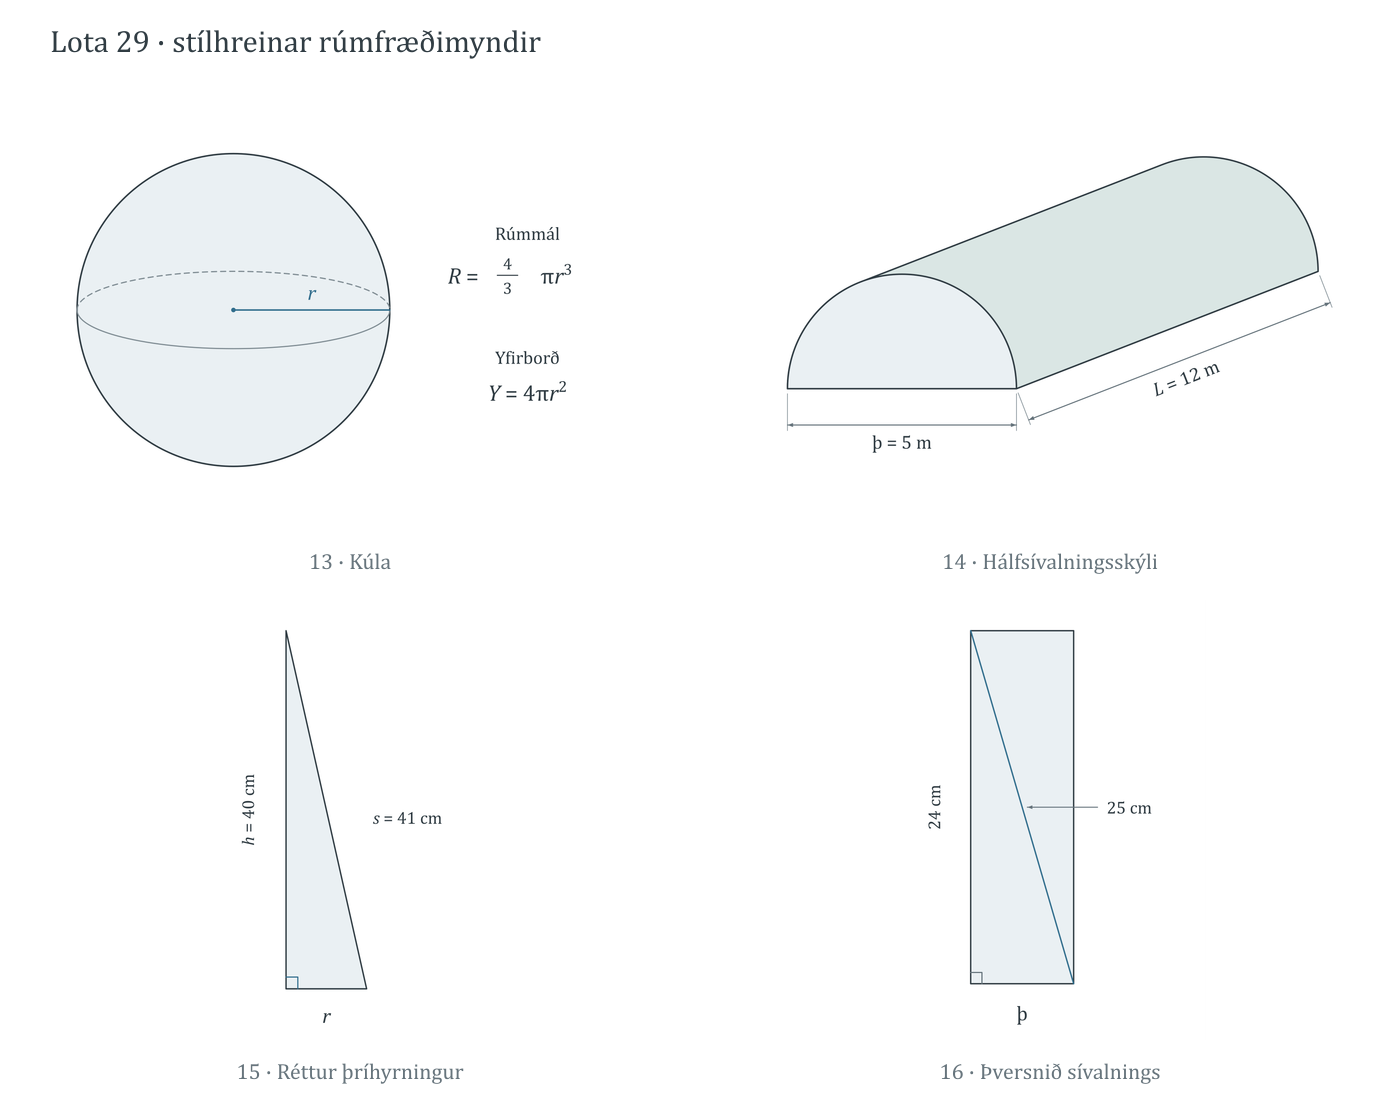 Lota 29 · stílhreinar rúmfræðimyndir
r
Rúmmál
R = 4/3 πr³
Yfirborð
Y = 4πr²
13 · Kúla
þ = 5 m
L = 12 m
14 · Hálfsívalningsskýli
h = 40 cm
s = 41 cm
r
15 · Réttur þríhyrningur
24 cm
25 cm
þ
16 · Þversnið sívalnings